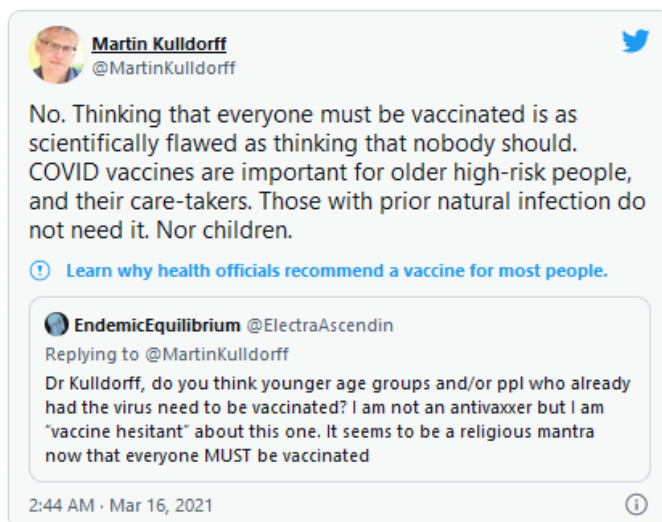 Martin Kulldorff
@MartinKulldorff
No. Thinking that everyone must be vaccinated is as
scientifically flawed as thinking that nobody should.
COVID vaccines are important for older high-risk people,
and their care-takers. Those with prior natural infection do
not need it. Nor children.
Learn why health officials recommend a vaccine for most people.
EndemicEquilibrium @ElectraAscendin
Replying to @MartinKulldorff
Dr Kulldorff, do you think younger age groups and/or ppl who already
had the virus need to be vaccinated? I am not an antivaxxer but I am
"vaccine hesitant" about this one. It seems to be a religious mantra
now that everyone MUST be vaccinated
2:44 AM · Mar 16, 2021